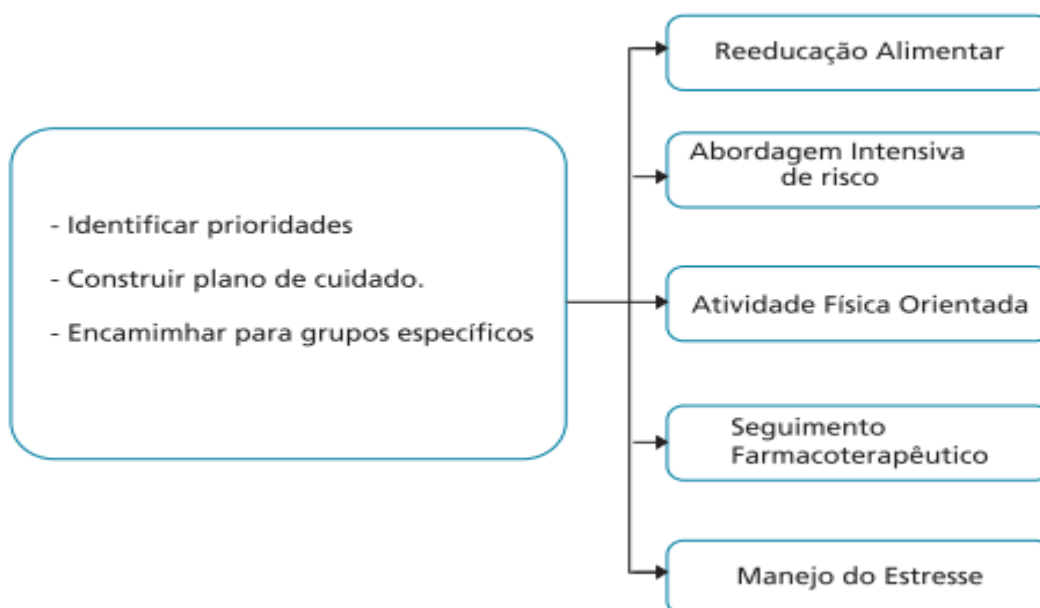 - Identificar prioridades
- Construir plano de cuidado.
- Encamimhar para grupos específicos
Reeducação Alimentar
Abordagem Intensiva
de risco
Atividade Física Orientada
Seguimento
Farmacoterapêutico
Manejo do Estresse